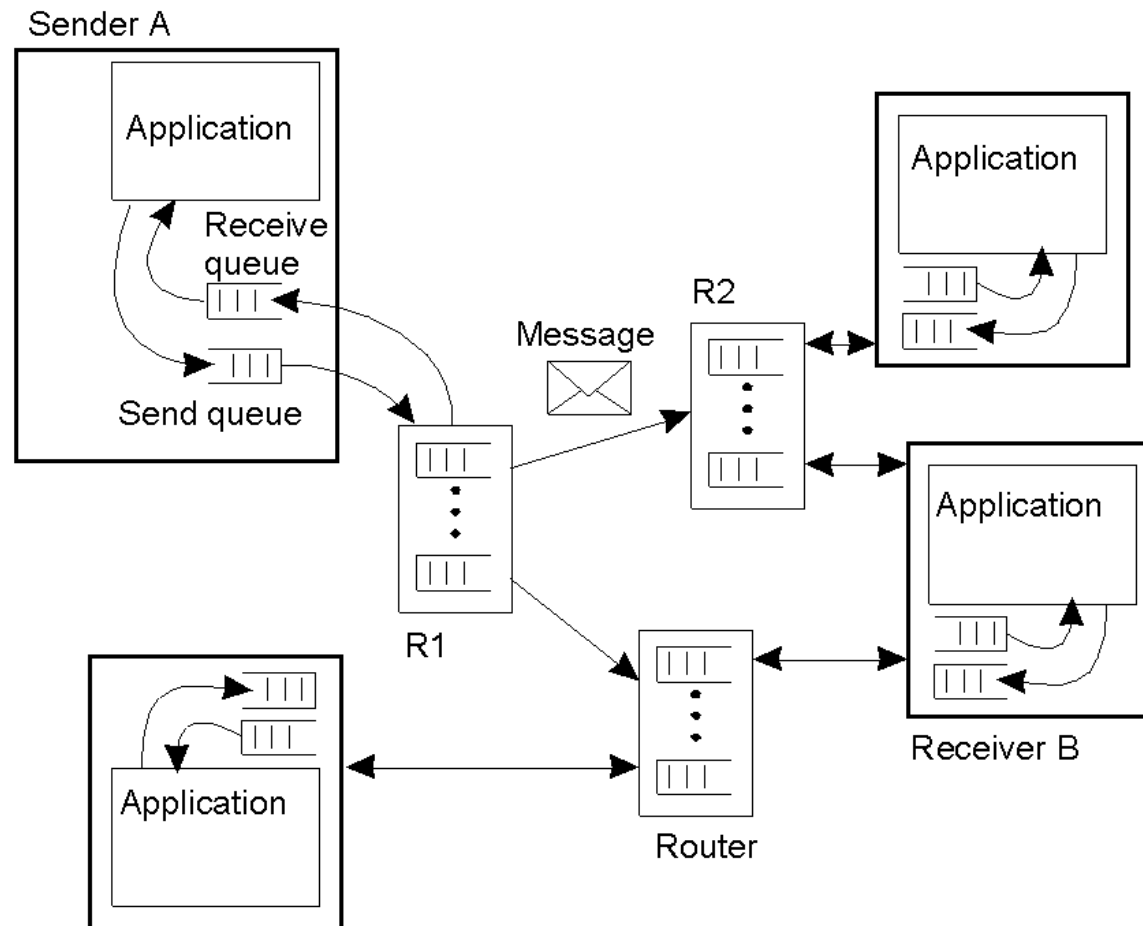 Sender A
Application
Receive
queue
Send queue
R1
Message
R2
Application
Application
Receiver B
Router
Application